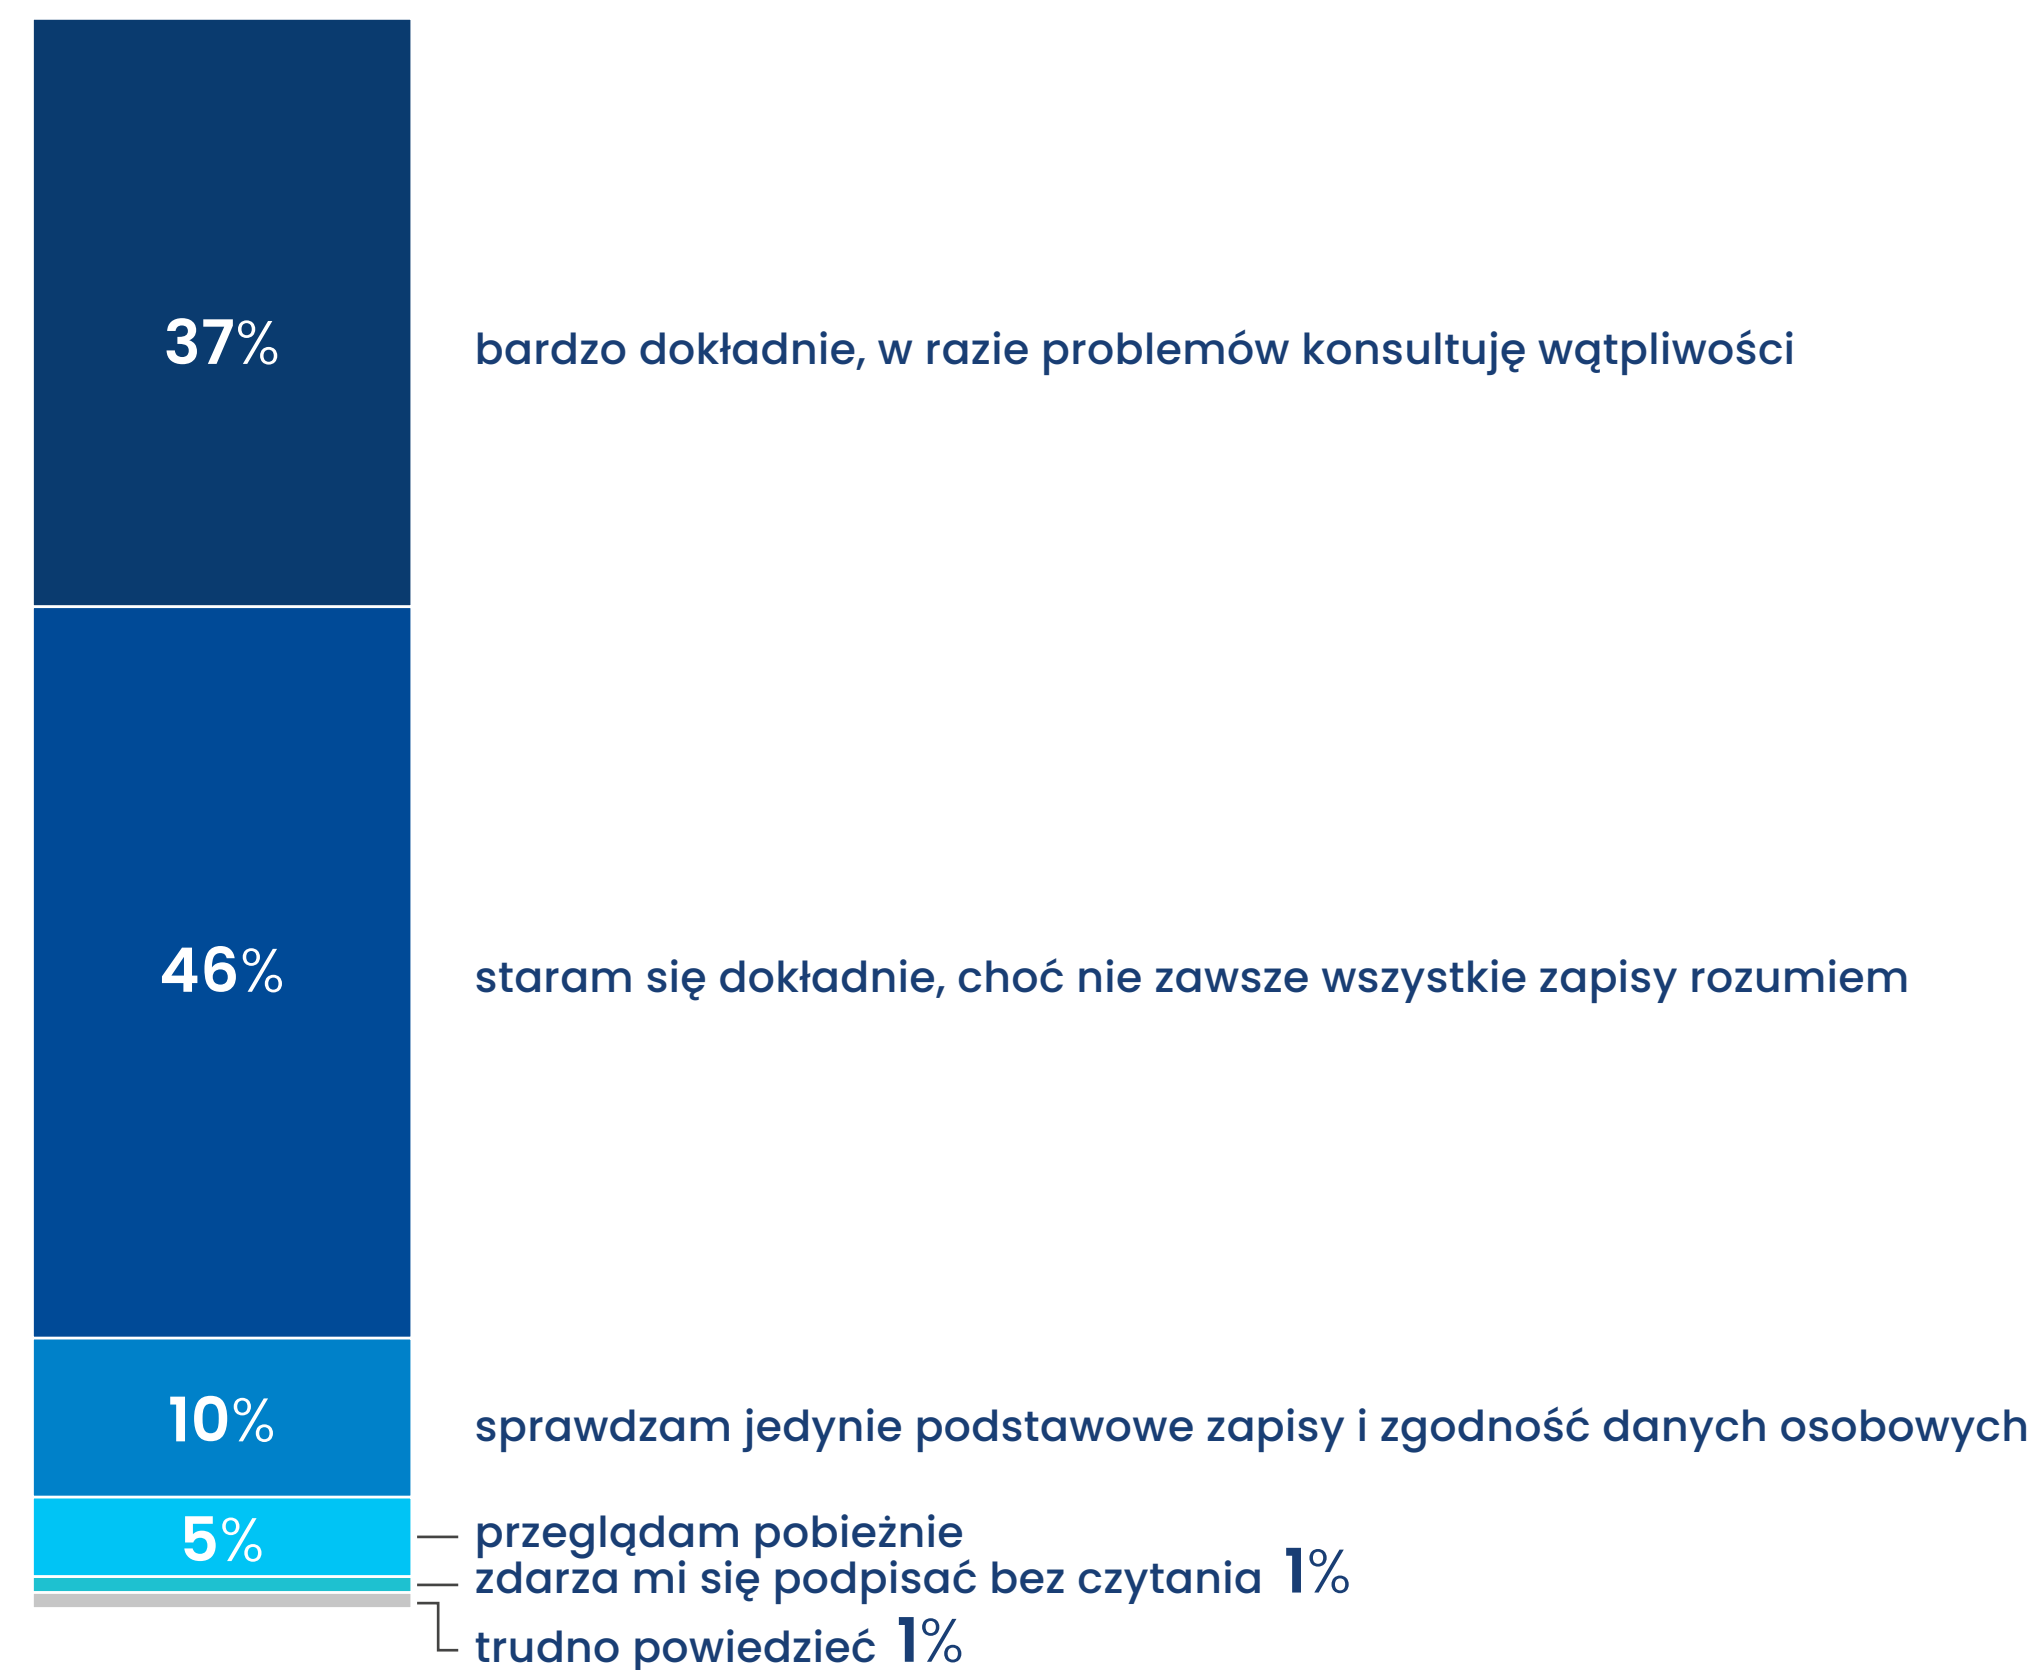 37% bardzo dokładnie, w razie problemów konsultuję wątpliwości
46% staram się dokładnie, choć nie zawsze wszystkie zapisy rozumiem
10% sprawdzam jedynie podstawowe zapisy i zgodność danych osobowych
5% przeglądam pobieżnie
zdarza mi się podpisać bez czytania 1%
trudno powiedzieć 1%